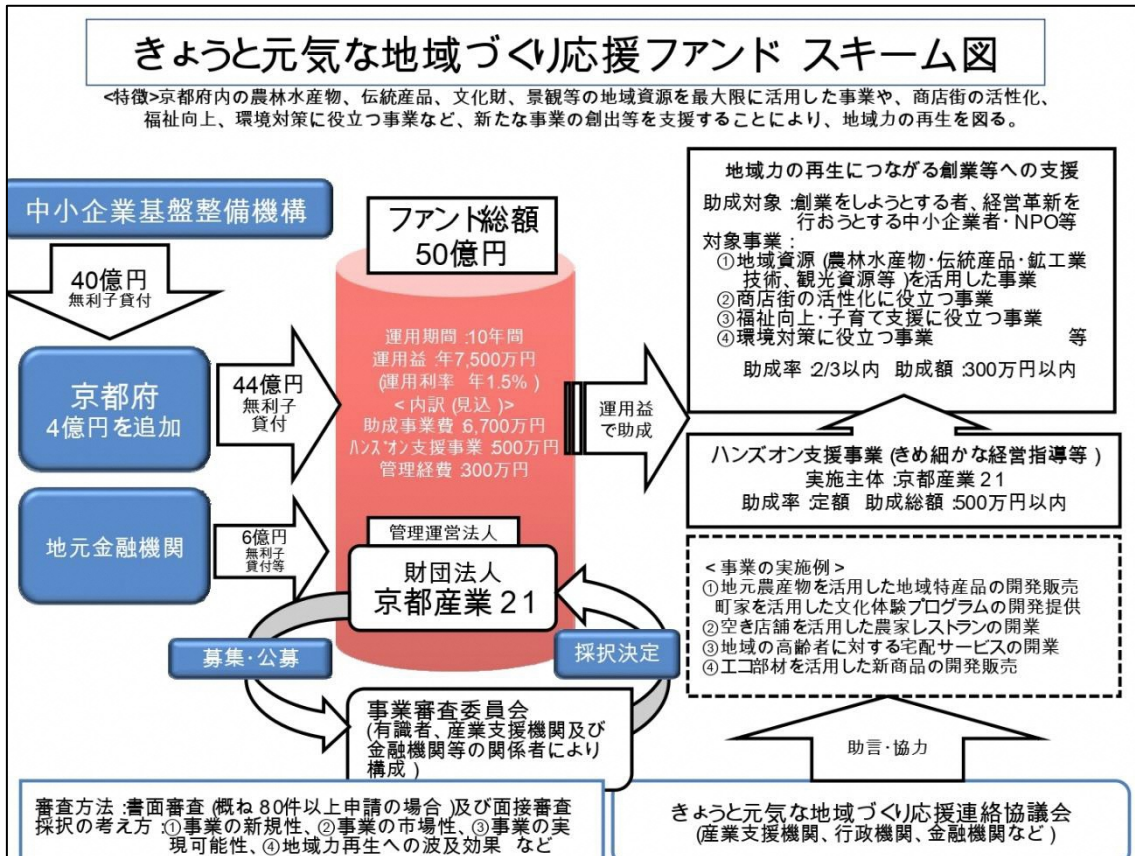 きょうと元気な地域づくり応援ファンド スキーム図
<特徴>京都府内の農林水産物、伝統産品、文化財、景観等の地域資源を最大限に活用した事業や、商店街の活性化、
福祉向上、環境対策に役立つ事業など、新たな事業の創出等を支援することにより、地域力の再生を図る。
中小企業基盤整備機構
40億円
無利子貸付
京都府
4億円を追加
44億円
無利子
貸付
地元金融機関
6億円
無利子
貸付等
ファンド総額
50億円
運用期間:10年間
運用益:年7,500万円
(運用利率 年1.5%)
<内訳(見込)>
助成事業費:6,700万円
ハンズオン支援事業:500万円
管理経費:300万円
管理運営法人
財団法人
京都産業21
募集・公募
採択決定
事業審査委員会
(有識者、産業支援機関及び
金融機関等の関係者により
構成)
審査方法:書面審査(概ね80件以上申請の場合)及び面接審査
採択の考え方:①事業の新規性、②事業の市場性、③事業の実
現可能性、④地域力再生への波及効果 など
運用益
で助成
地域力の再生につながる創業等への支援
助成対象:創業をしようとする者、経営革新を
行おうとする中小企業者・NPO等
対象事業:
①地域資源(農林水産物・伝統産品・鉱工業
技術、観光資源等)を活用した事業
②商店街の活性化に役立つ事業
③福祉向上・子育て支援に役立つ事業
④環境対策に役立つ事業 等
助成率:2/3以内 助成額:300万円以内
ハンズオン支援事業(きめ細かな経営指導等)
実施主体:京都産業21
助成率:定額 助成総額:500万円以内
<事業の実施例>
①地元農産物を活用した地域特産品の開発販売
町家を活用した文化体験プログラムの開発提供
②空き店舗を活用した農家レストランの開業
③地域の高齢者に対する宅配サービスの開業
④エコ部材を活用した新商品の開発販売
助言・協力
きょうと元気な地域づくり応援連絡協議会
(産業支援機関、行政機関、金融機関など)